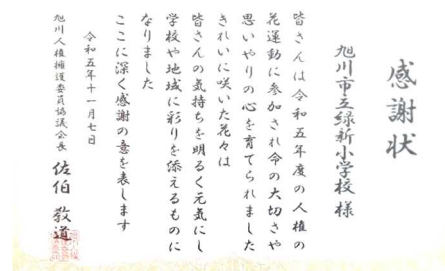 感謝状
旭川市立緑新小学校 様
皆さんは令和五年度の人権の
花運動に参加され命の大切さや
思いやりの心を育てられました
きれいに咲いた花々は
皆さんの気持ちを明るく元気にし
学校や地域に彩りを添えるものに
なりました
ここに深く感謝の意を表します
令和五年十一月七日
旭川人権擁護委員協議会長 佐伯 敎道